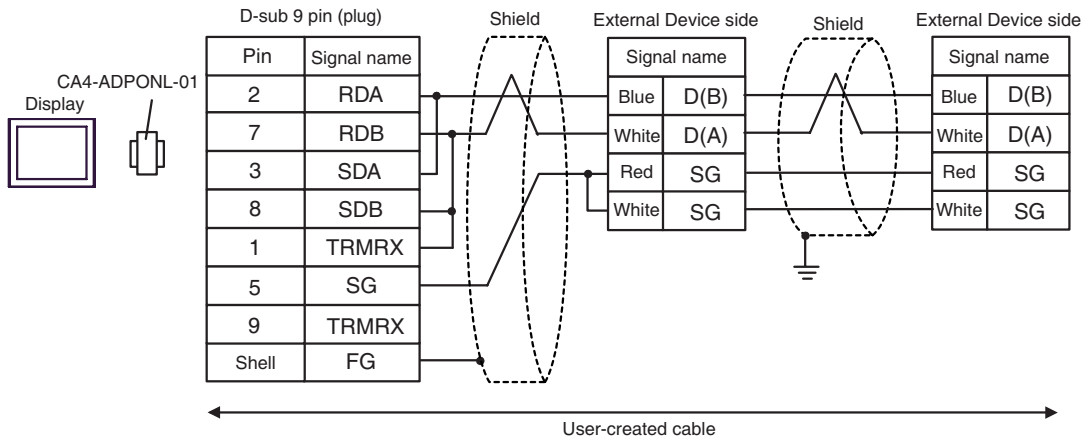 D-sub 9 pin (plug)
Shield
External Device side
Shield
External Device side
Pin Signal name
Signal name
Signal name
CA4-ADPONL-01
Display
2 RDA
Blue D(B)
Blue D(B)
7 RDB
White D(A)
White D(A)
3 SDA
Red SG
Red SG
8 SDB
White SG
White SG
1 TRMRX
5 SG
9 TRMRX
Shell FG
User-created cable